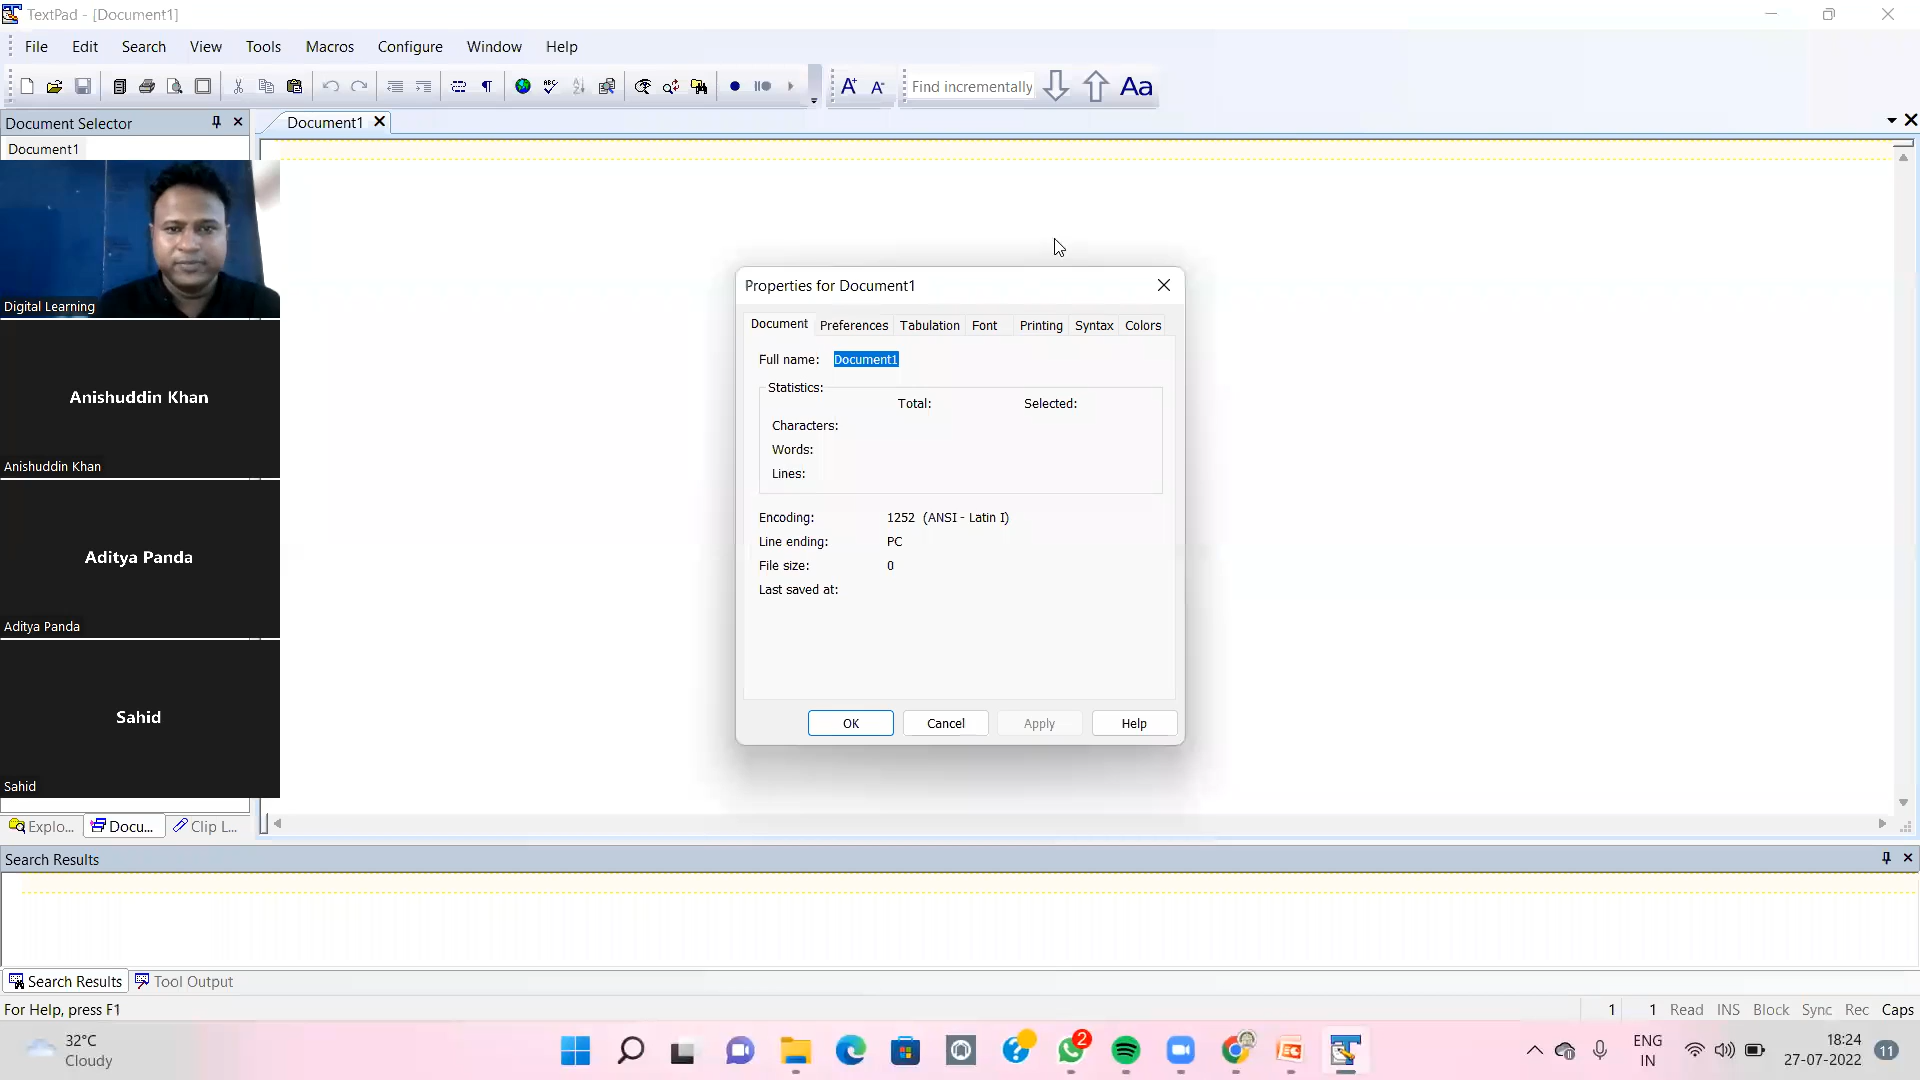 TextPad - [Document1]
File Edit Search View Tools Macros Configure Window Help
Find incrementally Aa
Document Selector
Document1
Document1
Digital Learning
Anishuddin Khan
Anishuddin Khan
Aditya Panda
Aditya Panda
Sahid
Sahid
Properties for Document1
Document Preferences Tabulation Font Printing Syntax Colors
Full name: Document1
Statistics:
Total: Selected:
Characters:
Words:
Lines:
Encoding: 1252 (ANSI - Latin I)
Line ending: PC
File size: 0
Last saved at:
OK Cancel Apply Help
Explo... Docu... Clip L...
Search Results
Search Results Tool Output
For Help, press F1
1 1 Read INS Block Sync Rec Caps
32°C
Cloudy
2
ENG
IN
18:24
27-07-2022
11